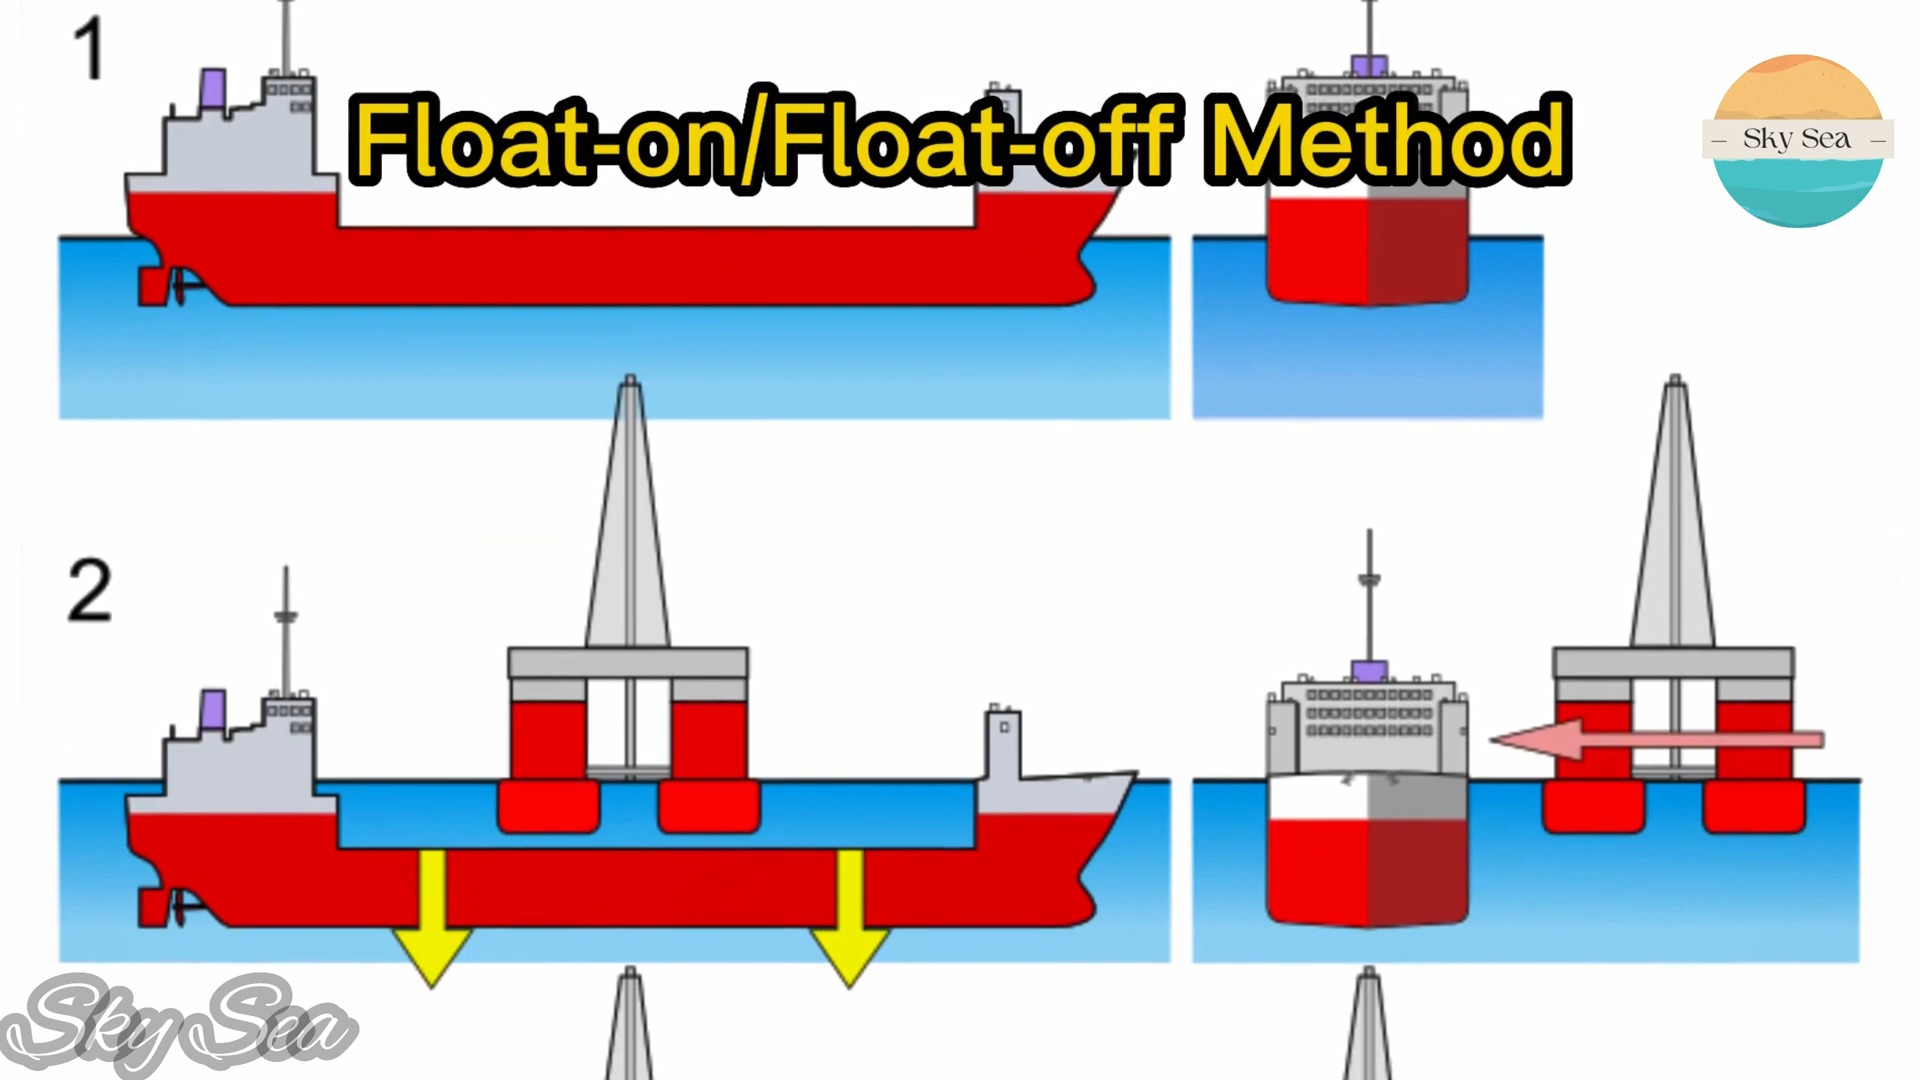 1
Float-on/Float-off Method
– Sky Sea –
2
Sky Sea